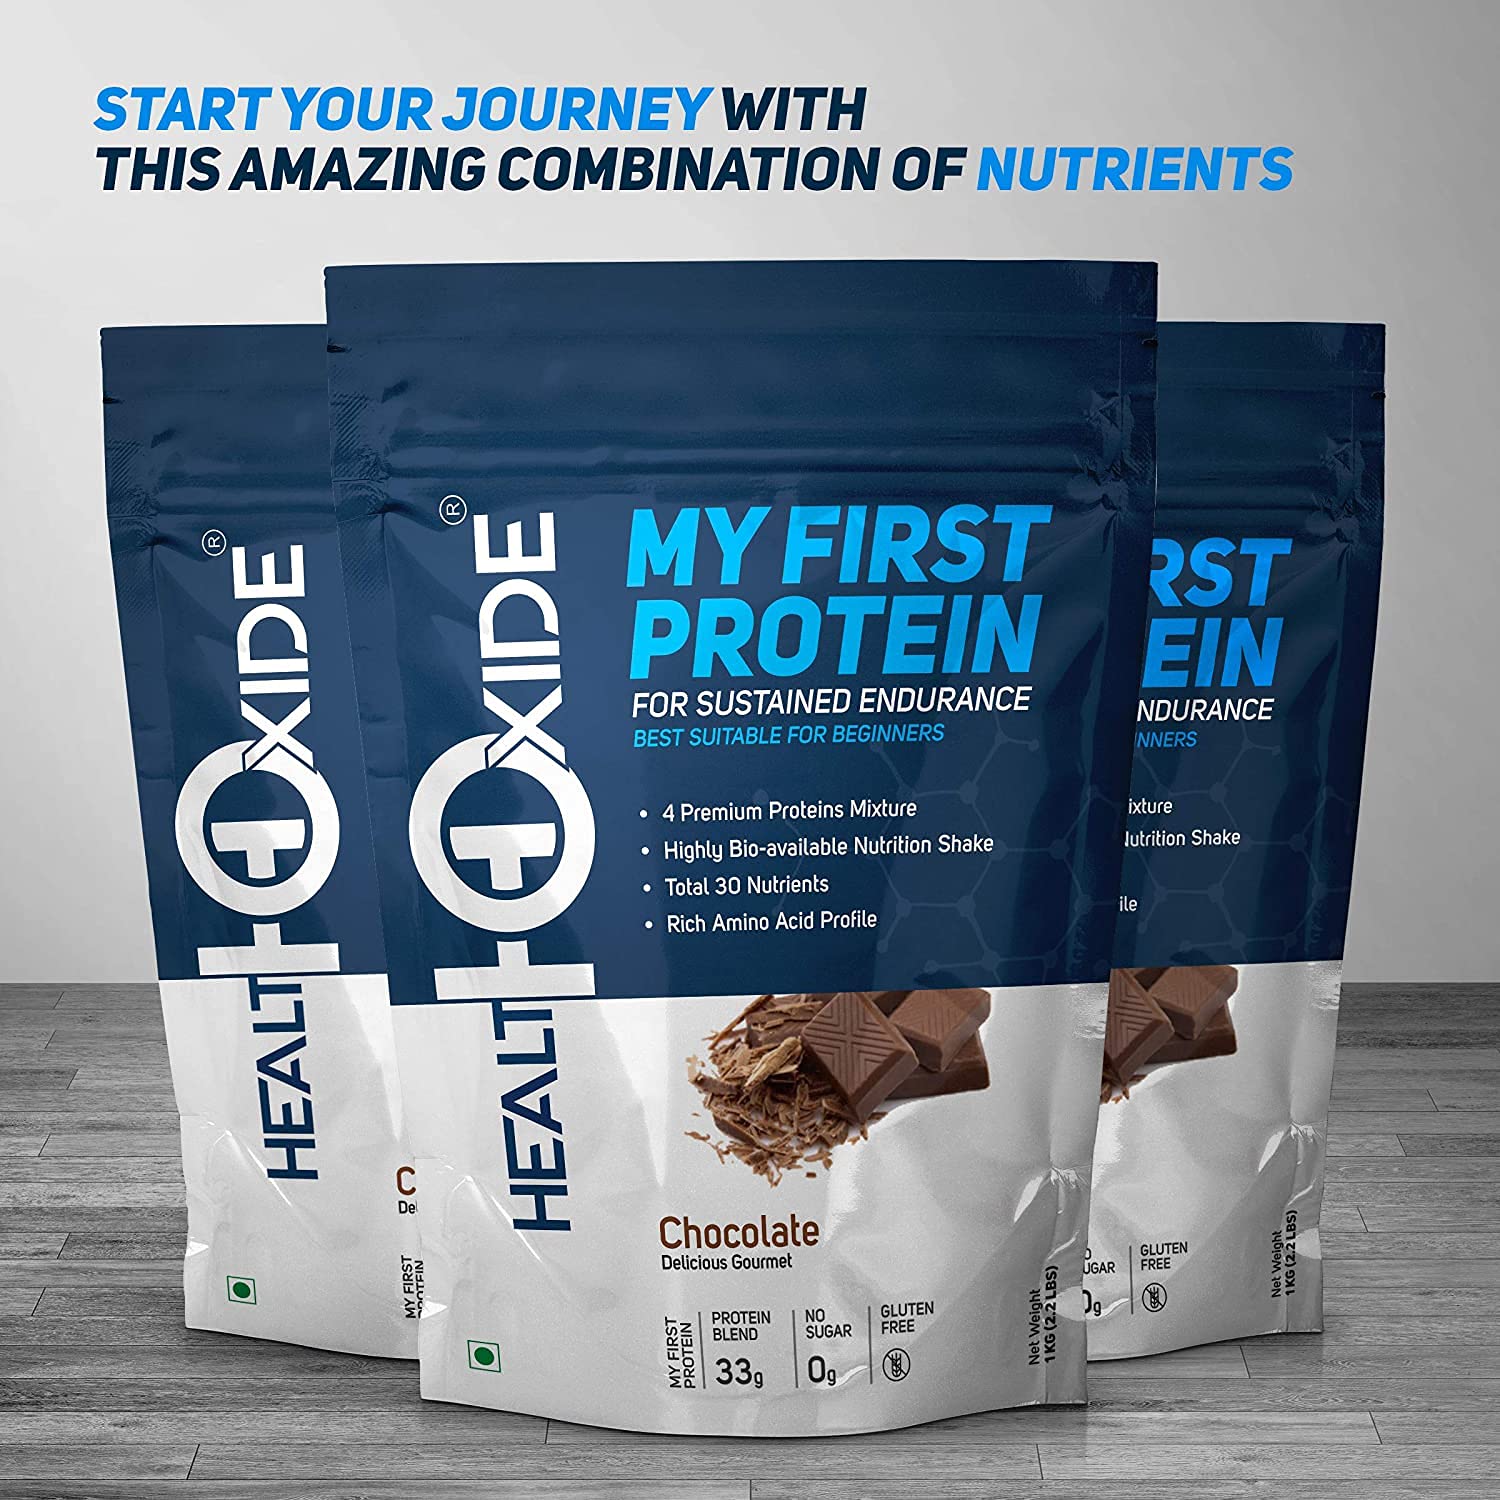 START YOUR JOURNEY WITH
THIS AMAZING COMBINATION OF NUTRIENTS
HEALTHOXIDE®
MY FIRST
PROTEIN
C
De
HEALTHOXIDE®
MY FIRST
PROTEIN
FOR SUSTAINED ENDURANCE
BEST SUITABLE FOR BEGINNERS
• 4 Premium Proteins Mixture
• Highly Bio-available Nutrition Shake
• Total 30 Nutrients
• Rich Amino Acid Profile
Chocolate
Delicious Gourmet
MY FIRST
PROTEIN
PROTEIN
BLEND
33g
NO
SUGAR
0g
GLUTEN
FREE
Net Weight
1 KG (2.2 LBS)
RST
EIN
NDURANCE
INNERS
ixture
Nutrition Shake
ile
O
UGAR
0g
GLUTEN
FREE
Net Weight
1 KG (2.2 LBS)